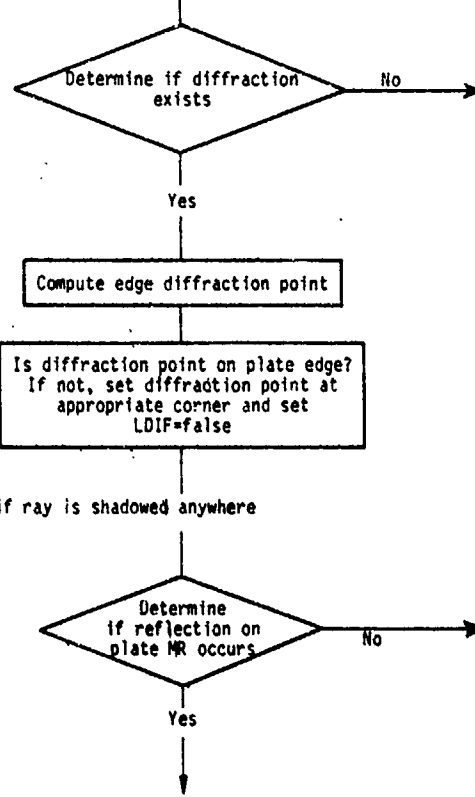 Determine if diffraction
exists
No
Yes
Compute edge diffraction point
Is diffraction point on plate edge?
If not, set diffraction point at
appropriate corner and set
LDIF=false
if ray is shadowed anywhere
Determine
if reflection on
plate MR occurs
No
Yes